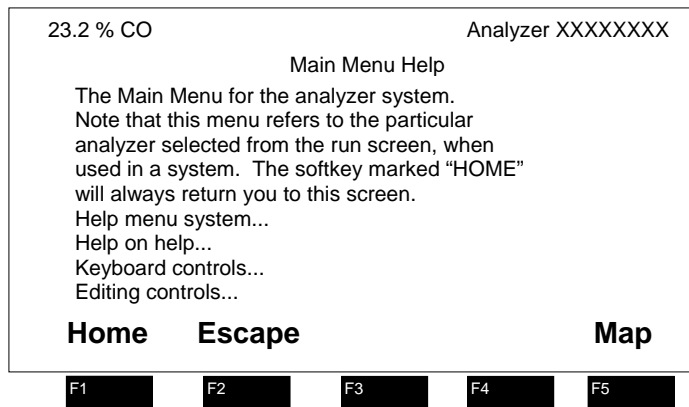 23.2 % CO Analyzer XXXXXXXX
Main Menu Help
The Main Menu for the analyzer system.
Note that this menu refers to the particular
analyzer selected from the run screen, when
used in a system.  The softkey marked “HOME”
will always return you to this screen.
Help menu system...
Help on help...
Keyboard controls...
Editing controls...
Home Escape Map
F1 F2 F3 F4 F5